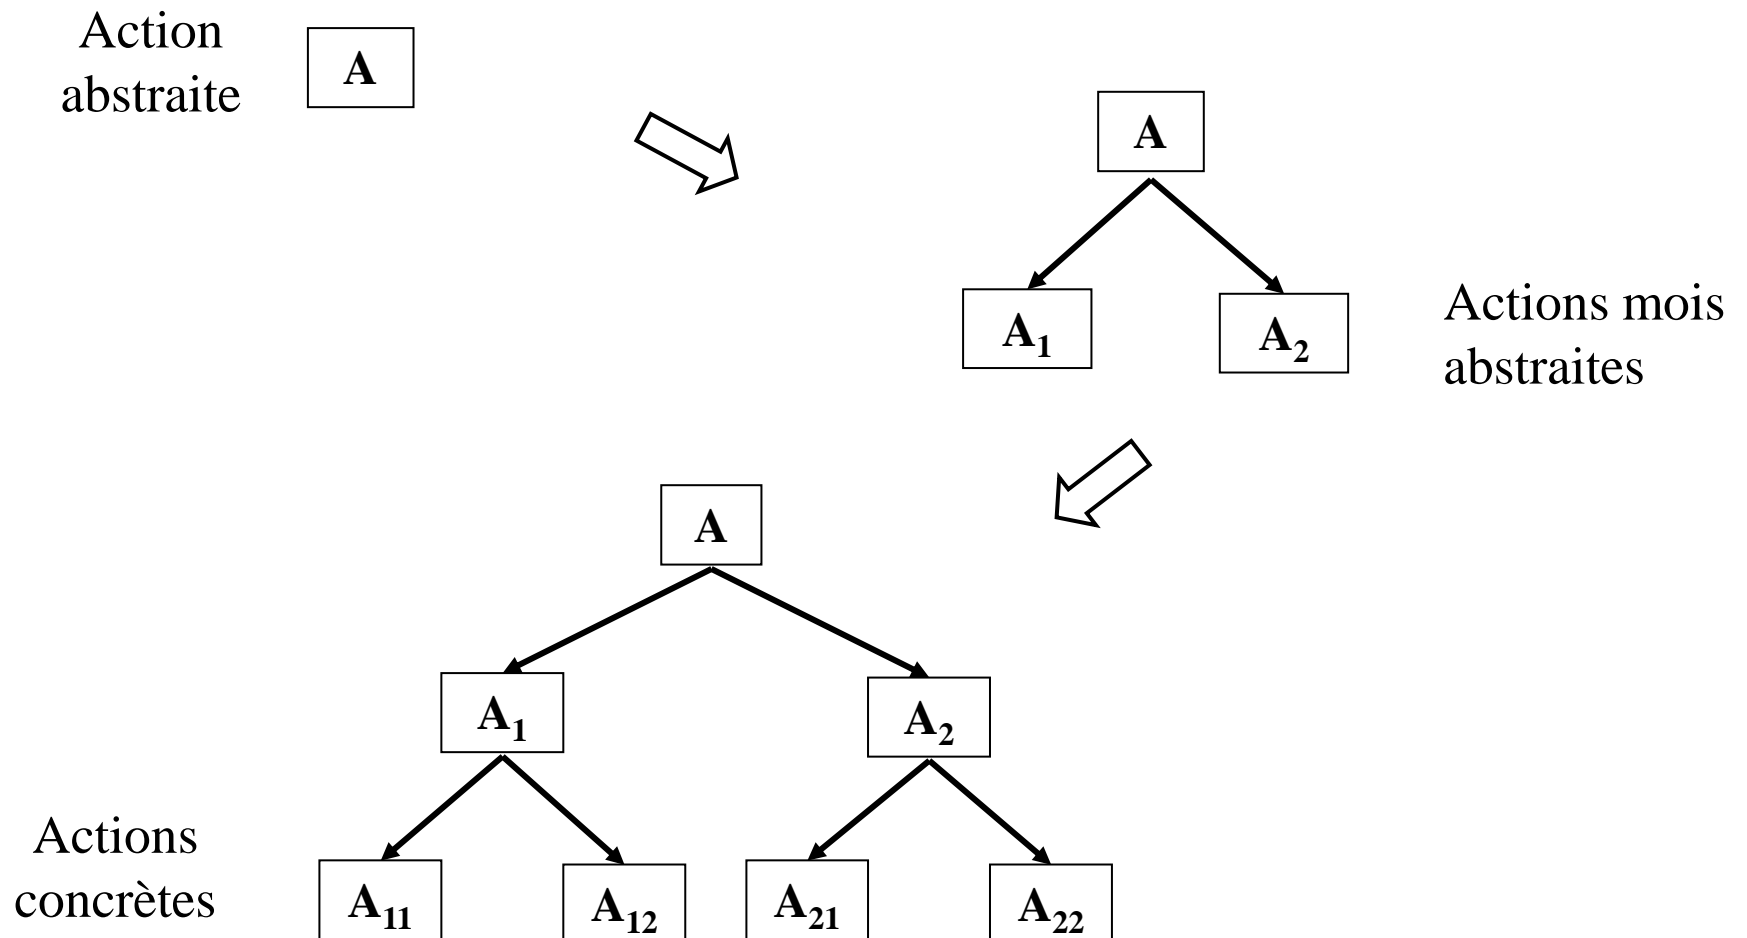 Action
abstraite
A
A
A₁ A₂
Actions mois
abstraites
A
A₁ A₂
Actions
concrètes
A₁₁ A₁₂ A₂₁ A₂₂